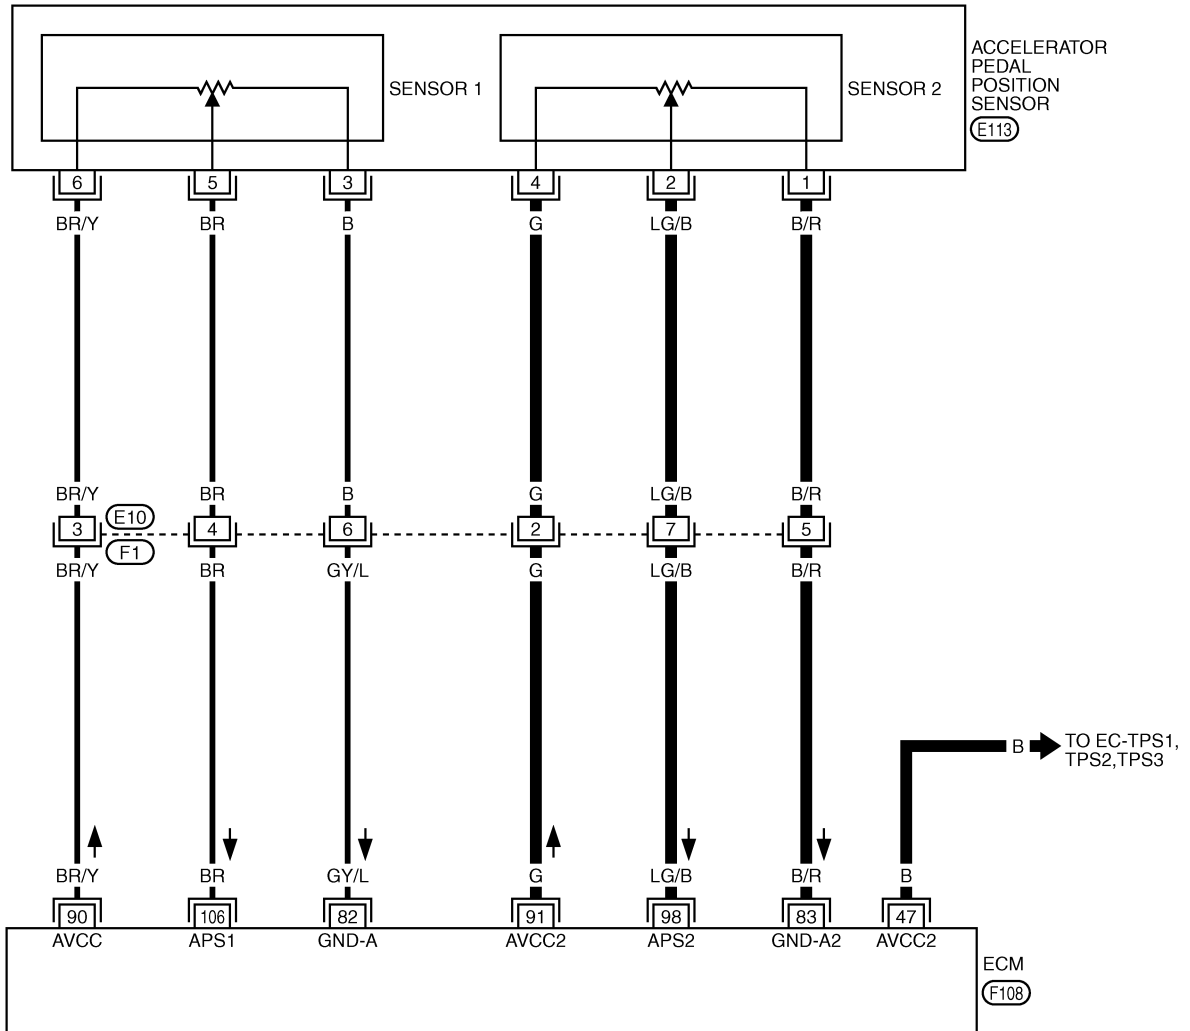 ACCELERATOR
PEDAL
POSITION
SENSOR
E113
SENSOR 1
SENSOR 2
6 5 3 4 2 1
BR/Y BR B G LG/B B/R
BR/Y BR B G LG/B B/R
E10
3 4 6 2 7 5
F1
BR/Y BR GY/L G LG/B B/R
B
TO EC-TPS1,
TPS2,TPS3
BR/Y BR GY/L G LG/B B/R B
90 106 82 91 98 83 47
AVCC APS1 GND-A AVCC2 APS2 GND-A2 AVCC2
ECM
F108